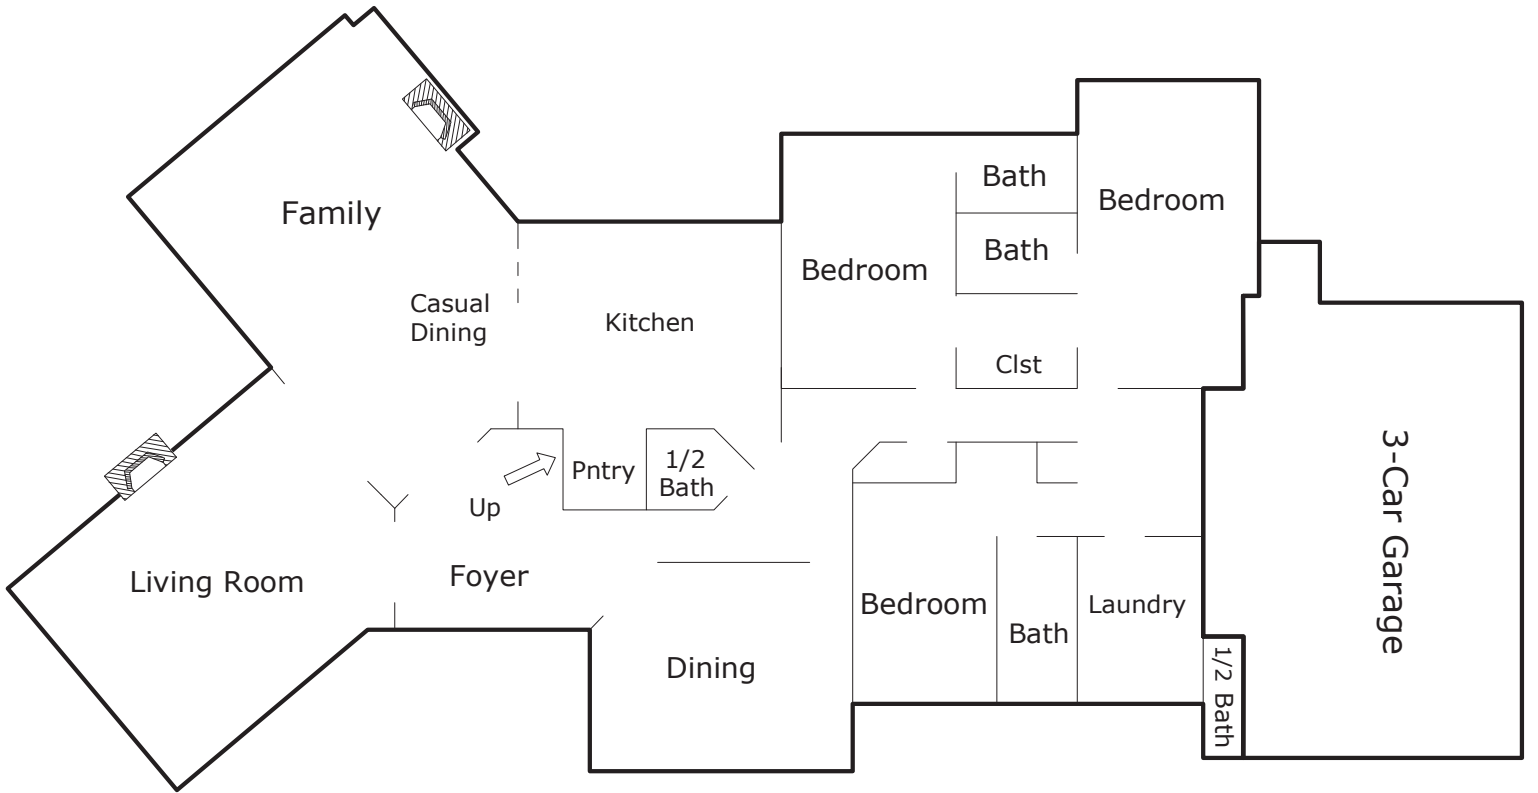 Bath
Bedroom
Family
Bath
Bedroom
Casual
Dining
Kitchen
Clst
1/2
Bath
Pntry
Up
3-Car Garage
Foyer
Living Room
Bedroom
Laundry
Bath
Dining
1/2 Bath